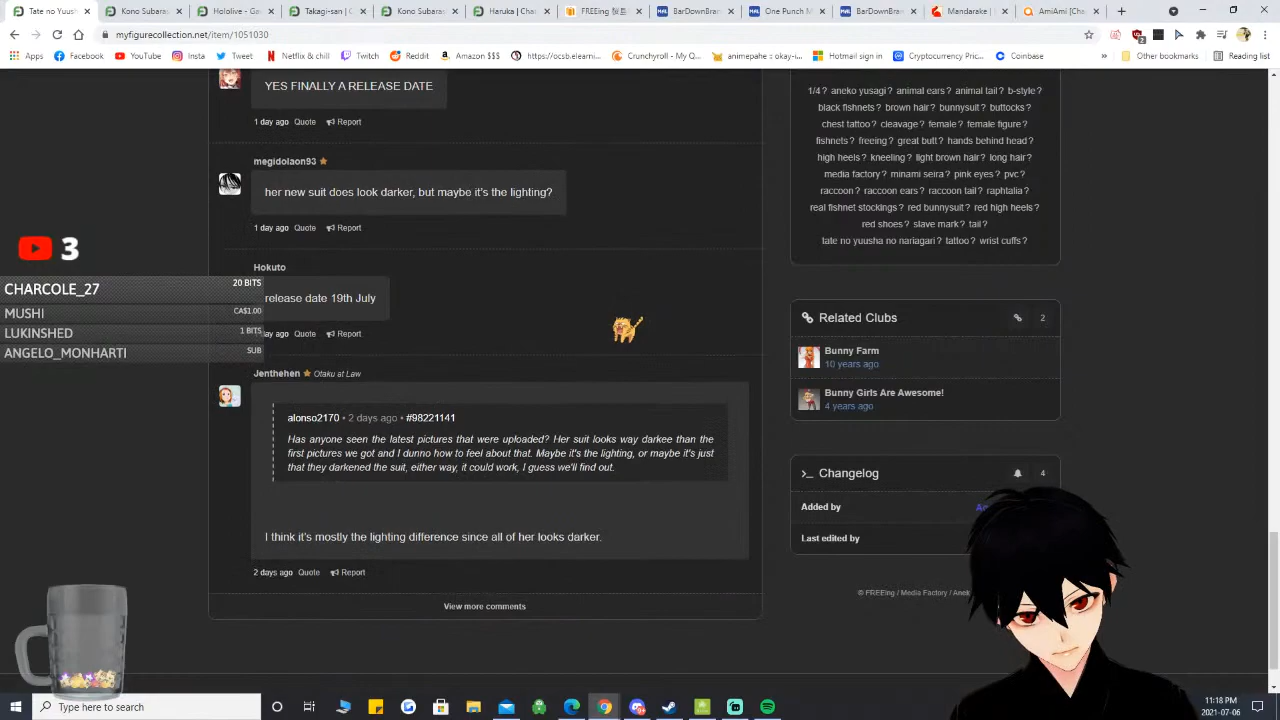 Tate no Yuus
Kono Subaras
Hololive - G
Takagi-san [
Kono Subaras
Haruka | Cha
FREEing
BarDownBran
One Punch M
BarDownBran
Mandarake |
AmiAmi [Cha
myfigurecollection.net/item/1051030
Apps Facebook YouTube Insta Netflix & chill Twitch Reddit Amazon $$$ https://ocsb.elearni... Crunchyroll - My Q... animepahe :: okay-i... Hotmail sign in Cryptocurrency Pric... Coinbase » Other bookmarks Reading list
YES FINALLY A RELEASE DATE
1 day ago Quote Report
megidolaon93
her new suit does look darker, but maybe it's the lighting?
1 day ago Quote Report
Hokuto
release date 19th July
day ago Quote Report
Jenthehen Otaku at Law
alonso2170 • 2 days ago • #98221141
Has anyone seen the latest pictures that were uploaded? Her suit looks way darkee than the
first pictures we got and I dunno how to feel about that. Maybe it's the lighting, or maybe it's just
that they darkened the suit, either way, it could work, I guess we'll find out.
I think it's mostly the lighting difference since all of her looks darker.
2 days ago Quote Report
View more comments
1/4? aneko yusagi? animal ears? animal tail? b-style?
black fishnets? brown hair? bunnysuit? buttocks?
chest tattoo? cleavage? female? female figure?
fishnets? freeing? great butt? hands behind head?
high heels? kneeling? light brown hair? long hair?
media factory? minami seira? pink eyes? pvc?
raccoon? raccoon ears? raccoon tail? raphtalia?
real fishnet stockings? red bunnysuit? red high heels?
red shoes? slave mark? tail?
tate no yuusha no nariagari? tattoo? wrist cuffs?
Related Clubs 2
Bunny Farm
10 years ago
Bunny Girls Are Awesome!
4 years ago
Changelog 4
Added by
Last edited by
© FREEing / Media Factory / Anek
3
CHARCOLE_27 20 BITS
MUSHI CA$1.00
LUKINSHED 1 BITS
ANGELO_MONHARTI SUB
Type here to search
11:18 PM
2021-07-06